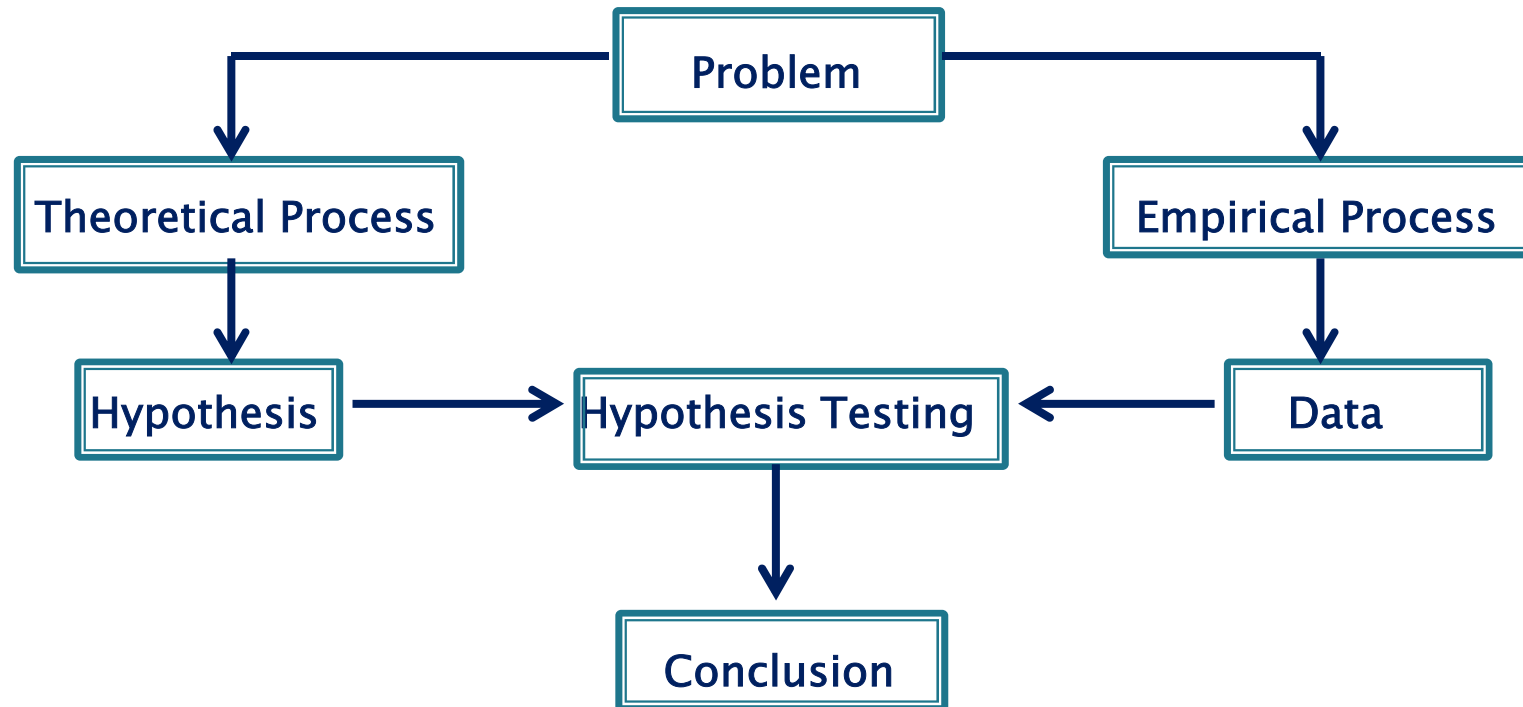 Problem
Theoretical Process
Empirical Process
Hypothesis
Hypothesis Testing
Data
Conclusion